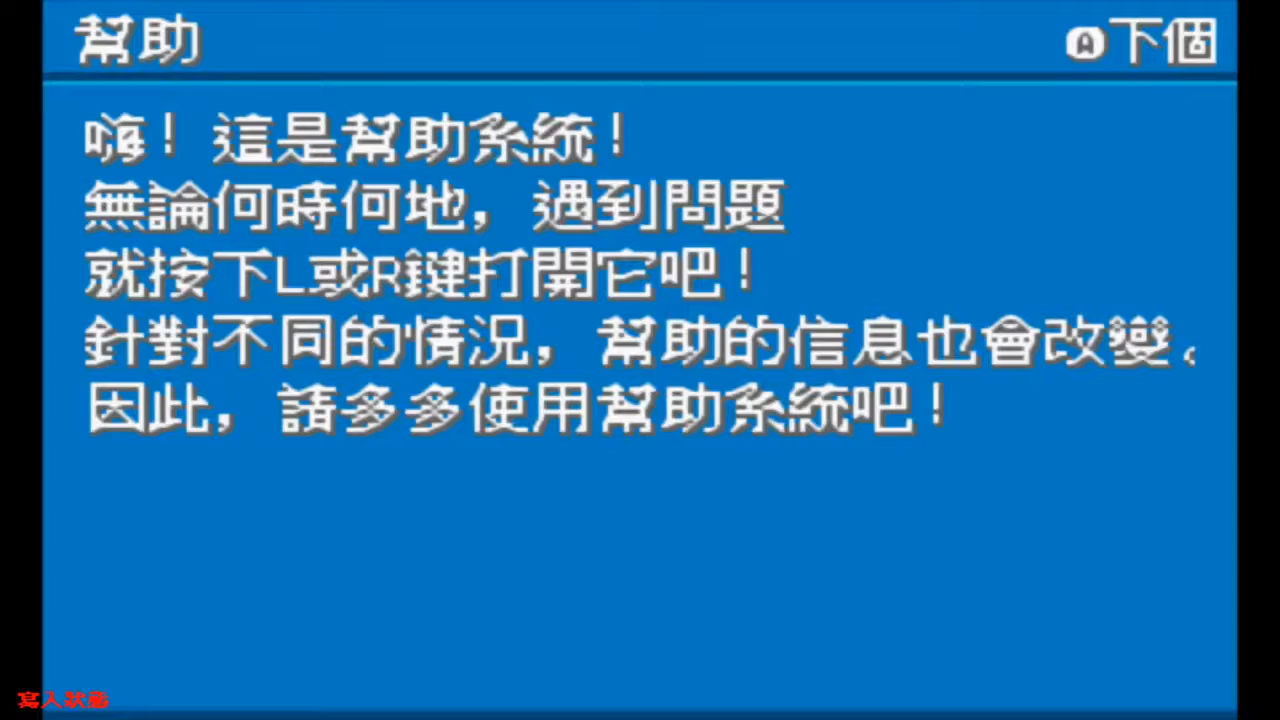 幫助
Ⓐ下個
嗨！這是幫助系統！
無論何時何地，遇到問題
就按下L或R鍵打開它吧！
針對不同的情況，幫助的信息也會改變。
因此，請多多使用幫助系統吧！
寫入狀態